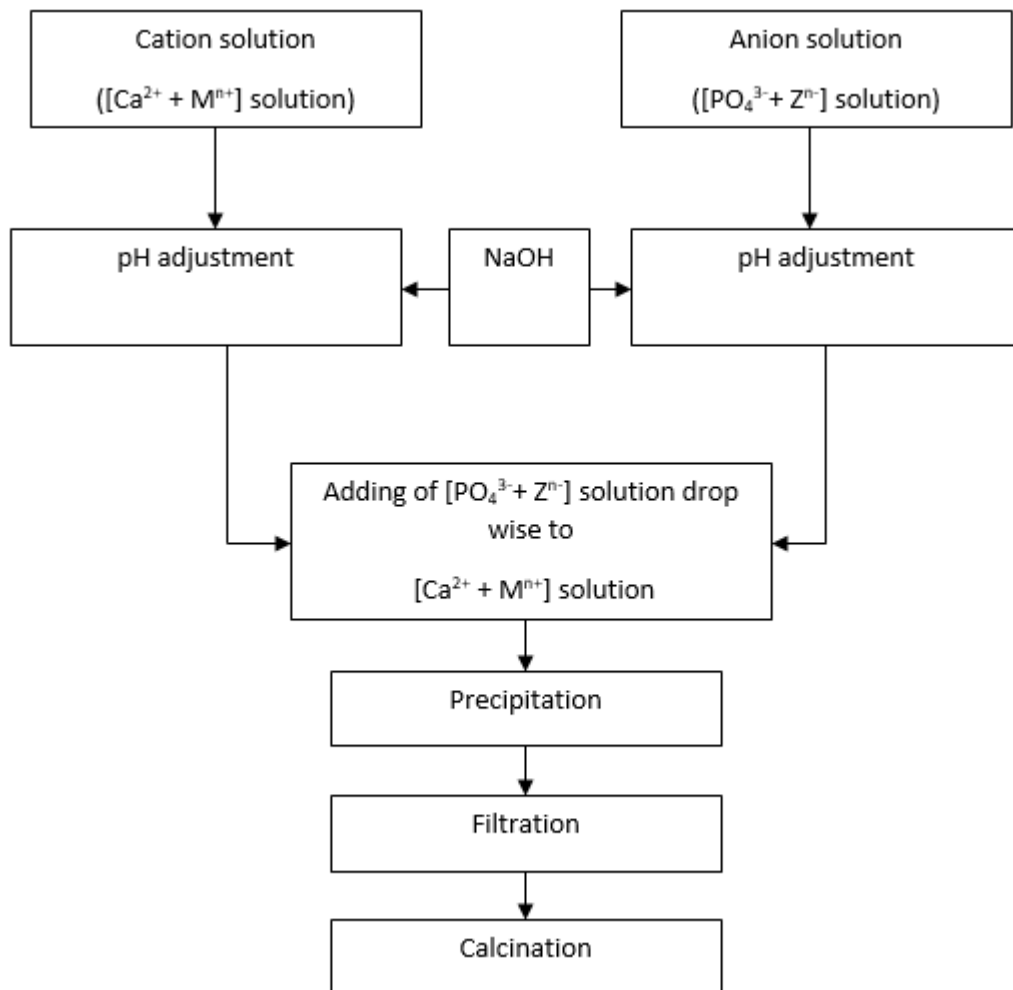 Cation solution
([Ca²⁺ + Mⁿ⁺] solution)
Anion solution
([PO₄³⁻+ Zⁿ⁻] solution)
pH adjustment
NaOH
pH adjustment
Adding of [PO₄³⁻+ Zⁿ⁻] solution drop
wise to
[Ca²⁺ + Mⁿ⁺] solution
Precipitation
Filtration
Calcination